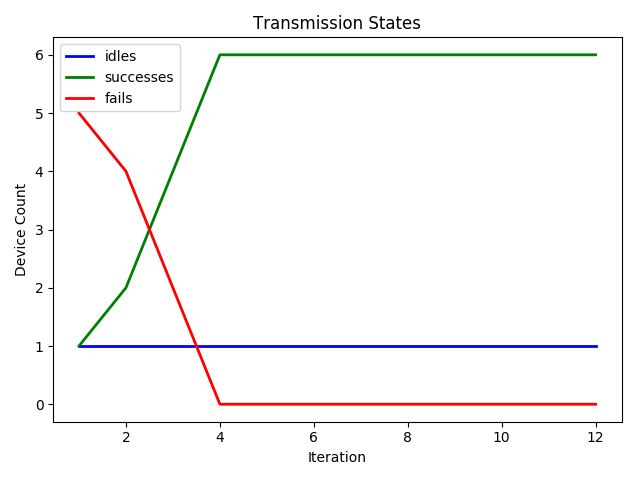 Transmission States
idles
successes
fails
Device Count
6
5
4
3
2
1
0
2 4 6 8 10 12
Iteration